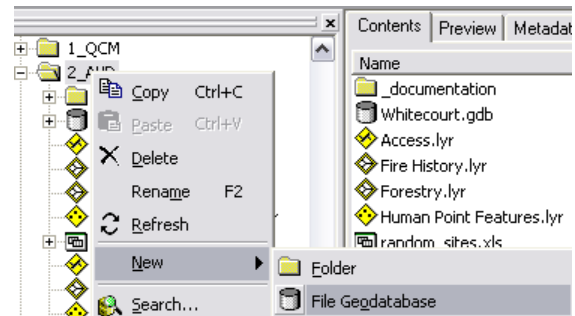 Contents Preview Metadat
1_QCM
Name
2_AUD
_documentation
Copy Ctrl+C
Whitecourt.gdb
Paste Ctrl+V
Access.lyr
Delete
Fire History.lyr
Rename F2
Forestry.lyr
Refresh
Human Point Features.lyr
random_sites.xls
New
Folder
Search...
File Geodatabase